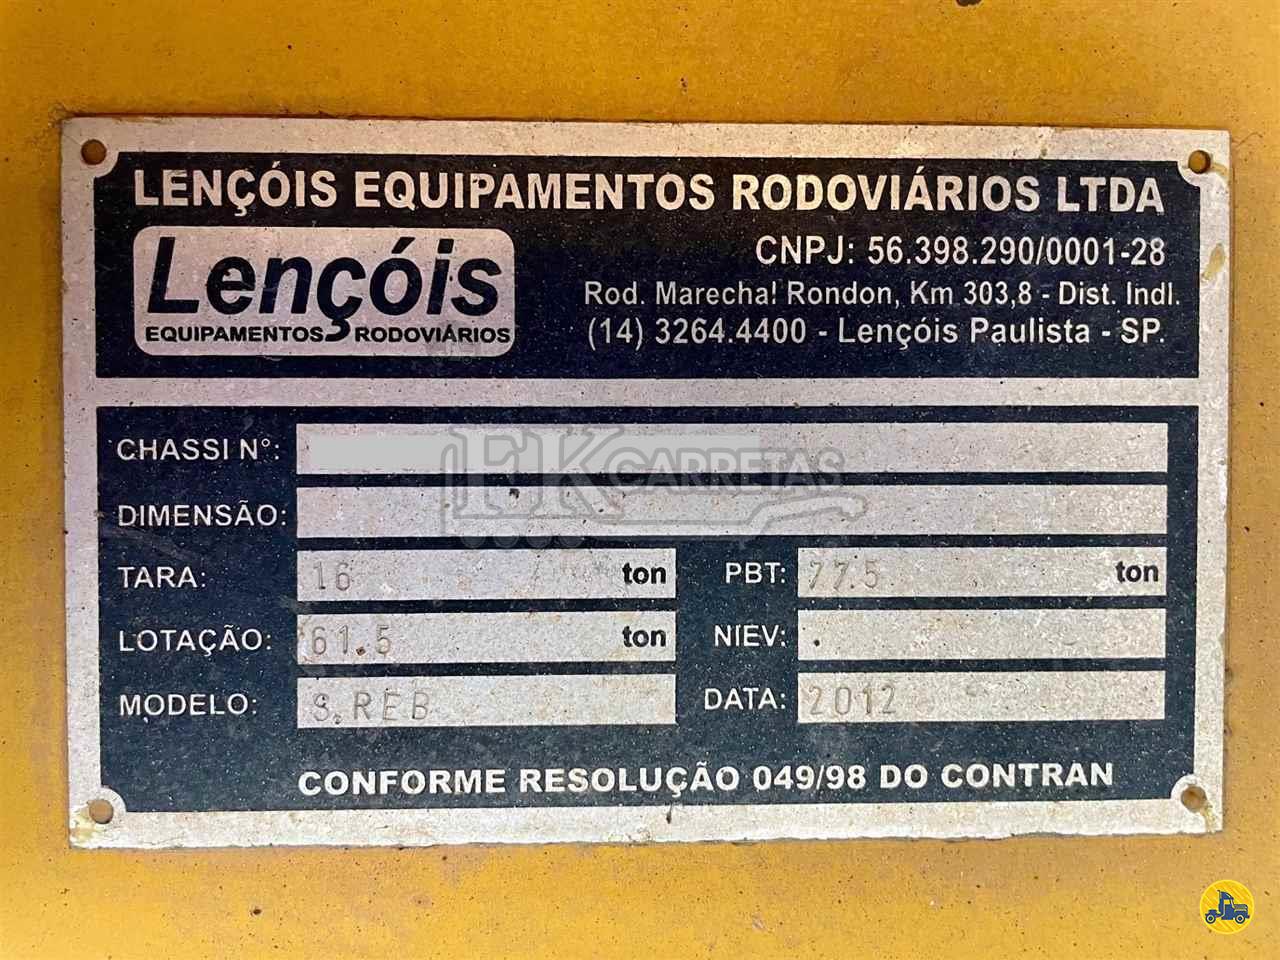 LENÇÓIS EQUIPAMENTOS RODOVIÁRIOS LTDA
Lençóis
EQUIPAMENTOS RODOVIÁRIOS
CNPJ: 56.398.290/0001-28
Rod. Marechal Rondon, Km 303,8 - Dist. Indl.
(14) 3264.4400 - Lençóis Paulista - SP.
CHASSI N°:
FK CARRETAS
DIMENSÃO:
TARA: 16 ton PBT: 77.5 ton
LOTAÇÃO: 61.5 ton NIEV: .
MODELO: S.REB DATA: 2012
CONFORME RESOLUÇÃO 049/98 DO CONTRAN